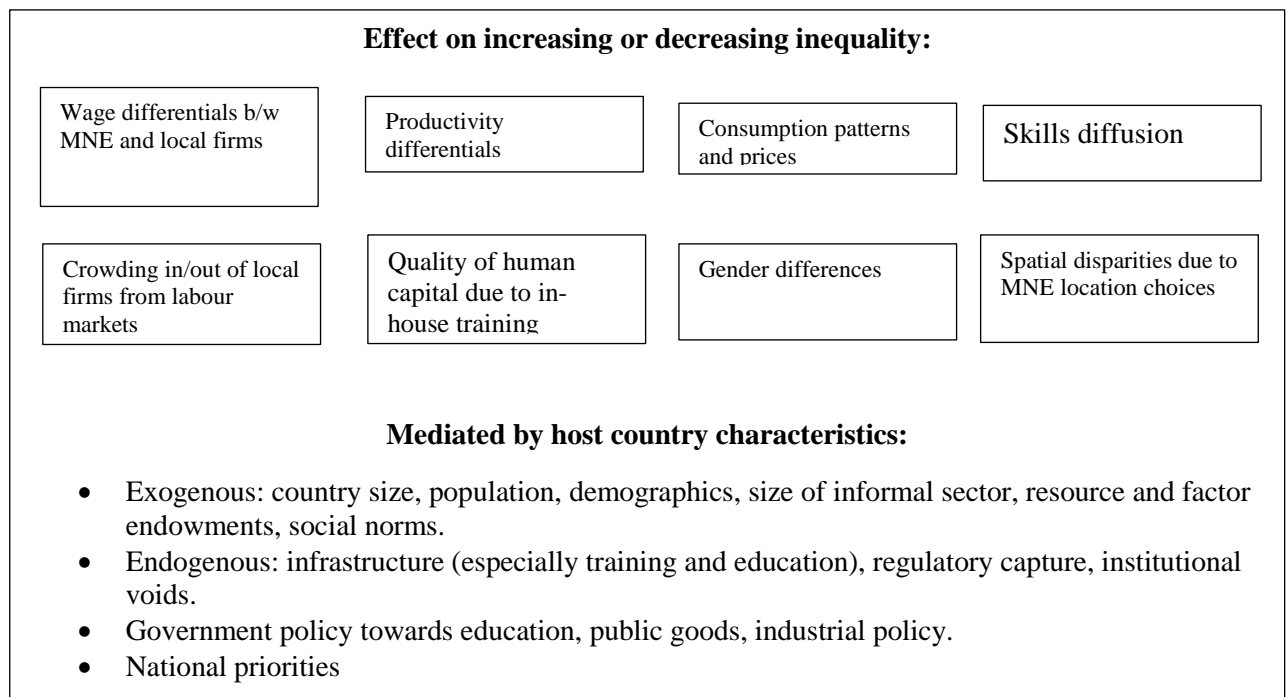 Effect on increasing or decreasing inequality:
Wage differentials b/w
MNE and local firms
Productivity
differentials
Consumption patterns
and prices
Skills diffusion
Crowding in/out of local
firms from labour
markets
Quality of human
capital due to in-
house training
Gender differences
Spatial disparities due to
MNE location choices
Mediated by host country characteristics:
• Exogenous: country size, population, demographics, size of informal sector, resource and factor
endowments, social norms.
• Endogenous: infrastructure (especially training and education), regulatory capture, institutional
voids.
• Government policy towards education, public goods, industrial policy.
• National priorities